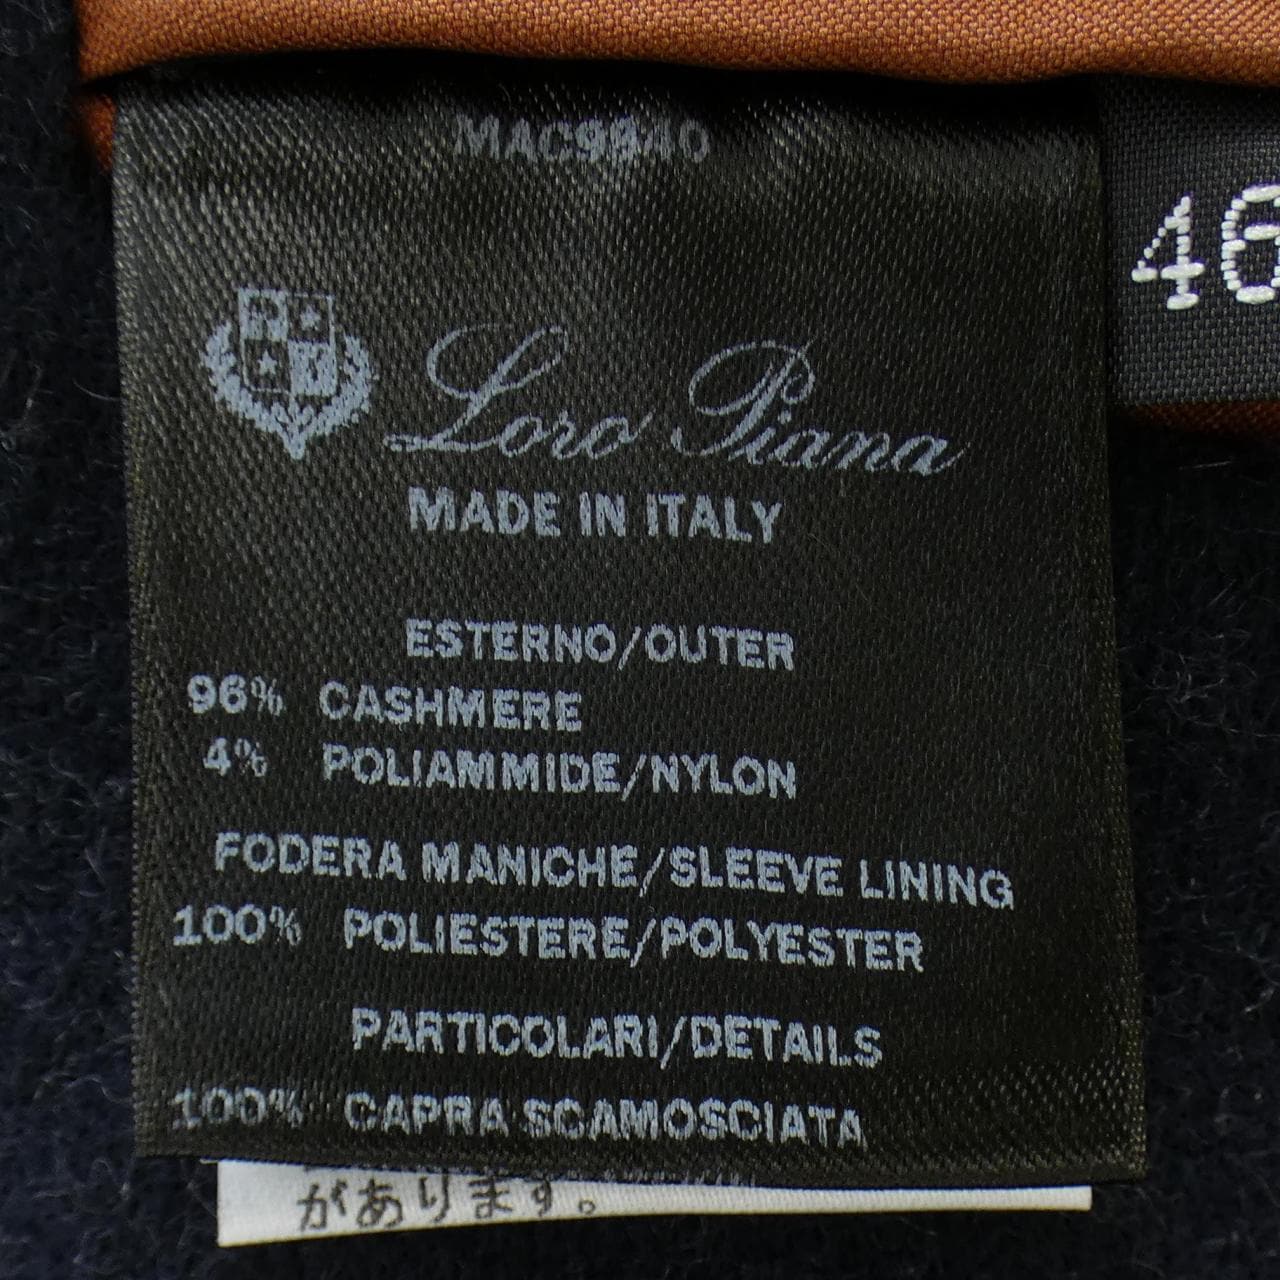 MAC9940
46
Loro Piana
MADE IN ITALY
ESTERNO/OUTER
96% CASHMERE
4% POLIAMMIDE/NYLON
FODERA MANICHE/SLEEVE LINING
100% POLIESTERE/POLYESTER
PARTICOLARI/DETAILS
100% CAPRA SCAMOSCIATA
があります。